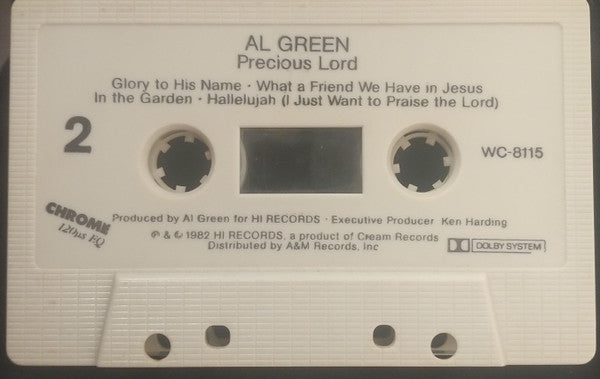 AL GREEN
Precious Lord
Glory to His Name · What a Friend We Have in Jesus
In the Garden · Hallelujah (I Just Want to Praise the Lord)
2
WC-8115
CHROME
120µs EQ
Produced by Al Green for HI RECORDS · Executive Producer Ken Harding
℗ & © 1982 HI RECORDS, a product of Cream Records
Distributed by A&M Records, Inc
DOLBY SYSTEM